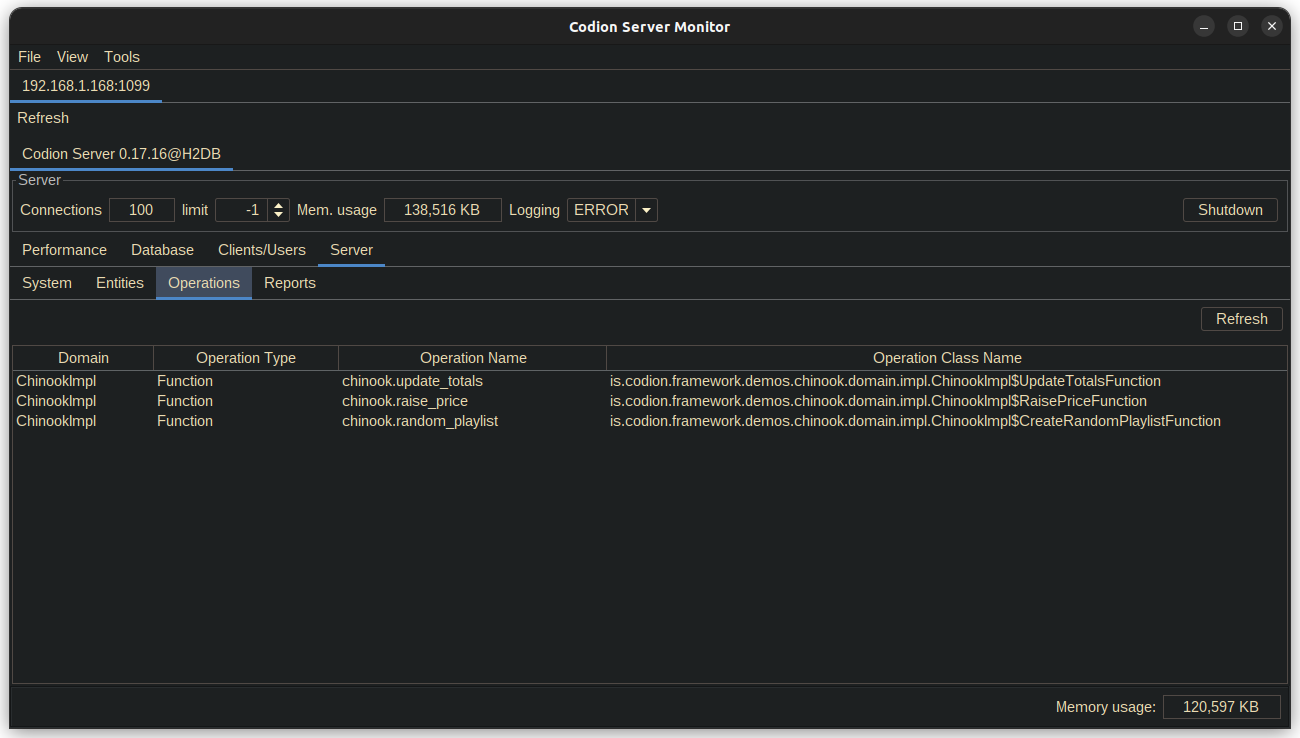 Codion Server Monitor
File View Tools
192.168.1.168:1099
Refresh
Codion Server 0.17.16@H2DB
Server
Connections 100 limit -1 Mem. usage 138,516 KB Logging ERROR Shutdown
Performance Database Clients/Users Server
System Entities Operations Reports
Refresh
Domain Operation Type Operation Name Operation Class Name
ChinookImpl Function chinook.update_totals is.codion.framework.demos.chinook.domain.impl.ChinookImpl$UpdateTotalsFunction
ChinookImpl Function chinook.raise_price is.codion.framework.demos.chinook.domain.impl.ChinookImpl$RaisePriceFunction
ChinookImpl Function chinook.random_playlist is.codion.framework.demos.chinook.domain.impl.ChinookImpl$CreateRandomPlaylistFunction
Memory usage: 120,597 KB